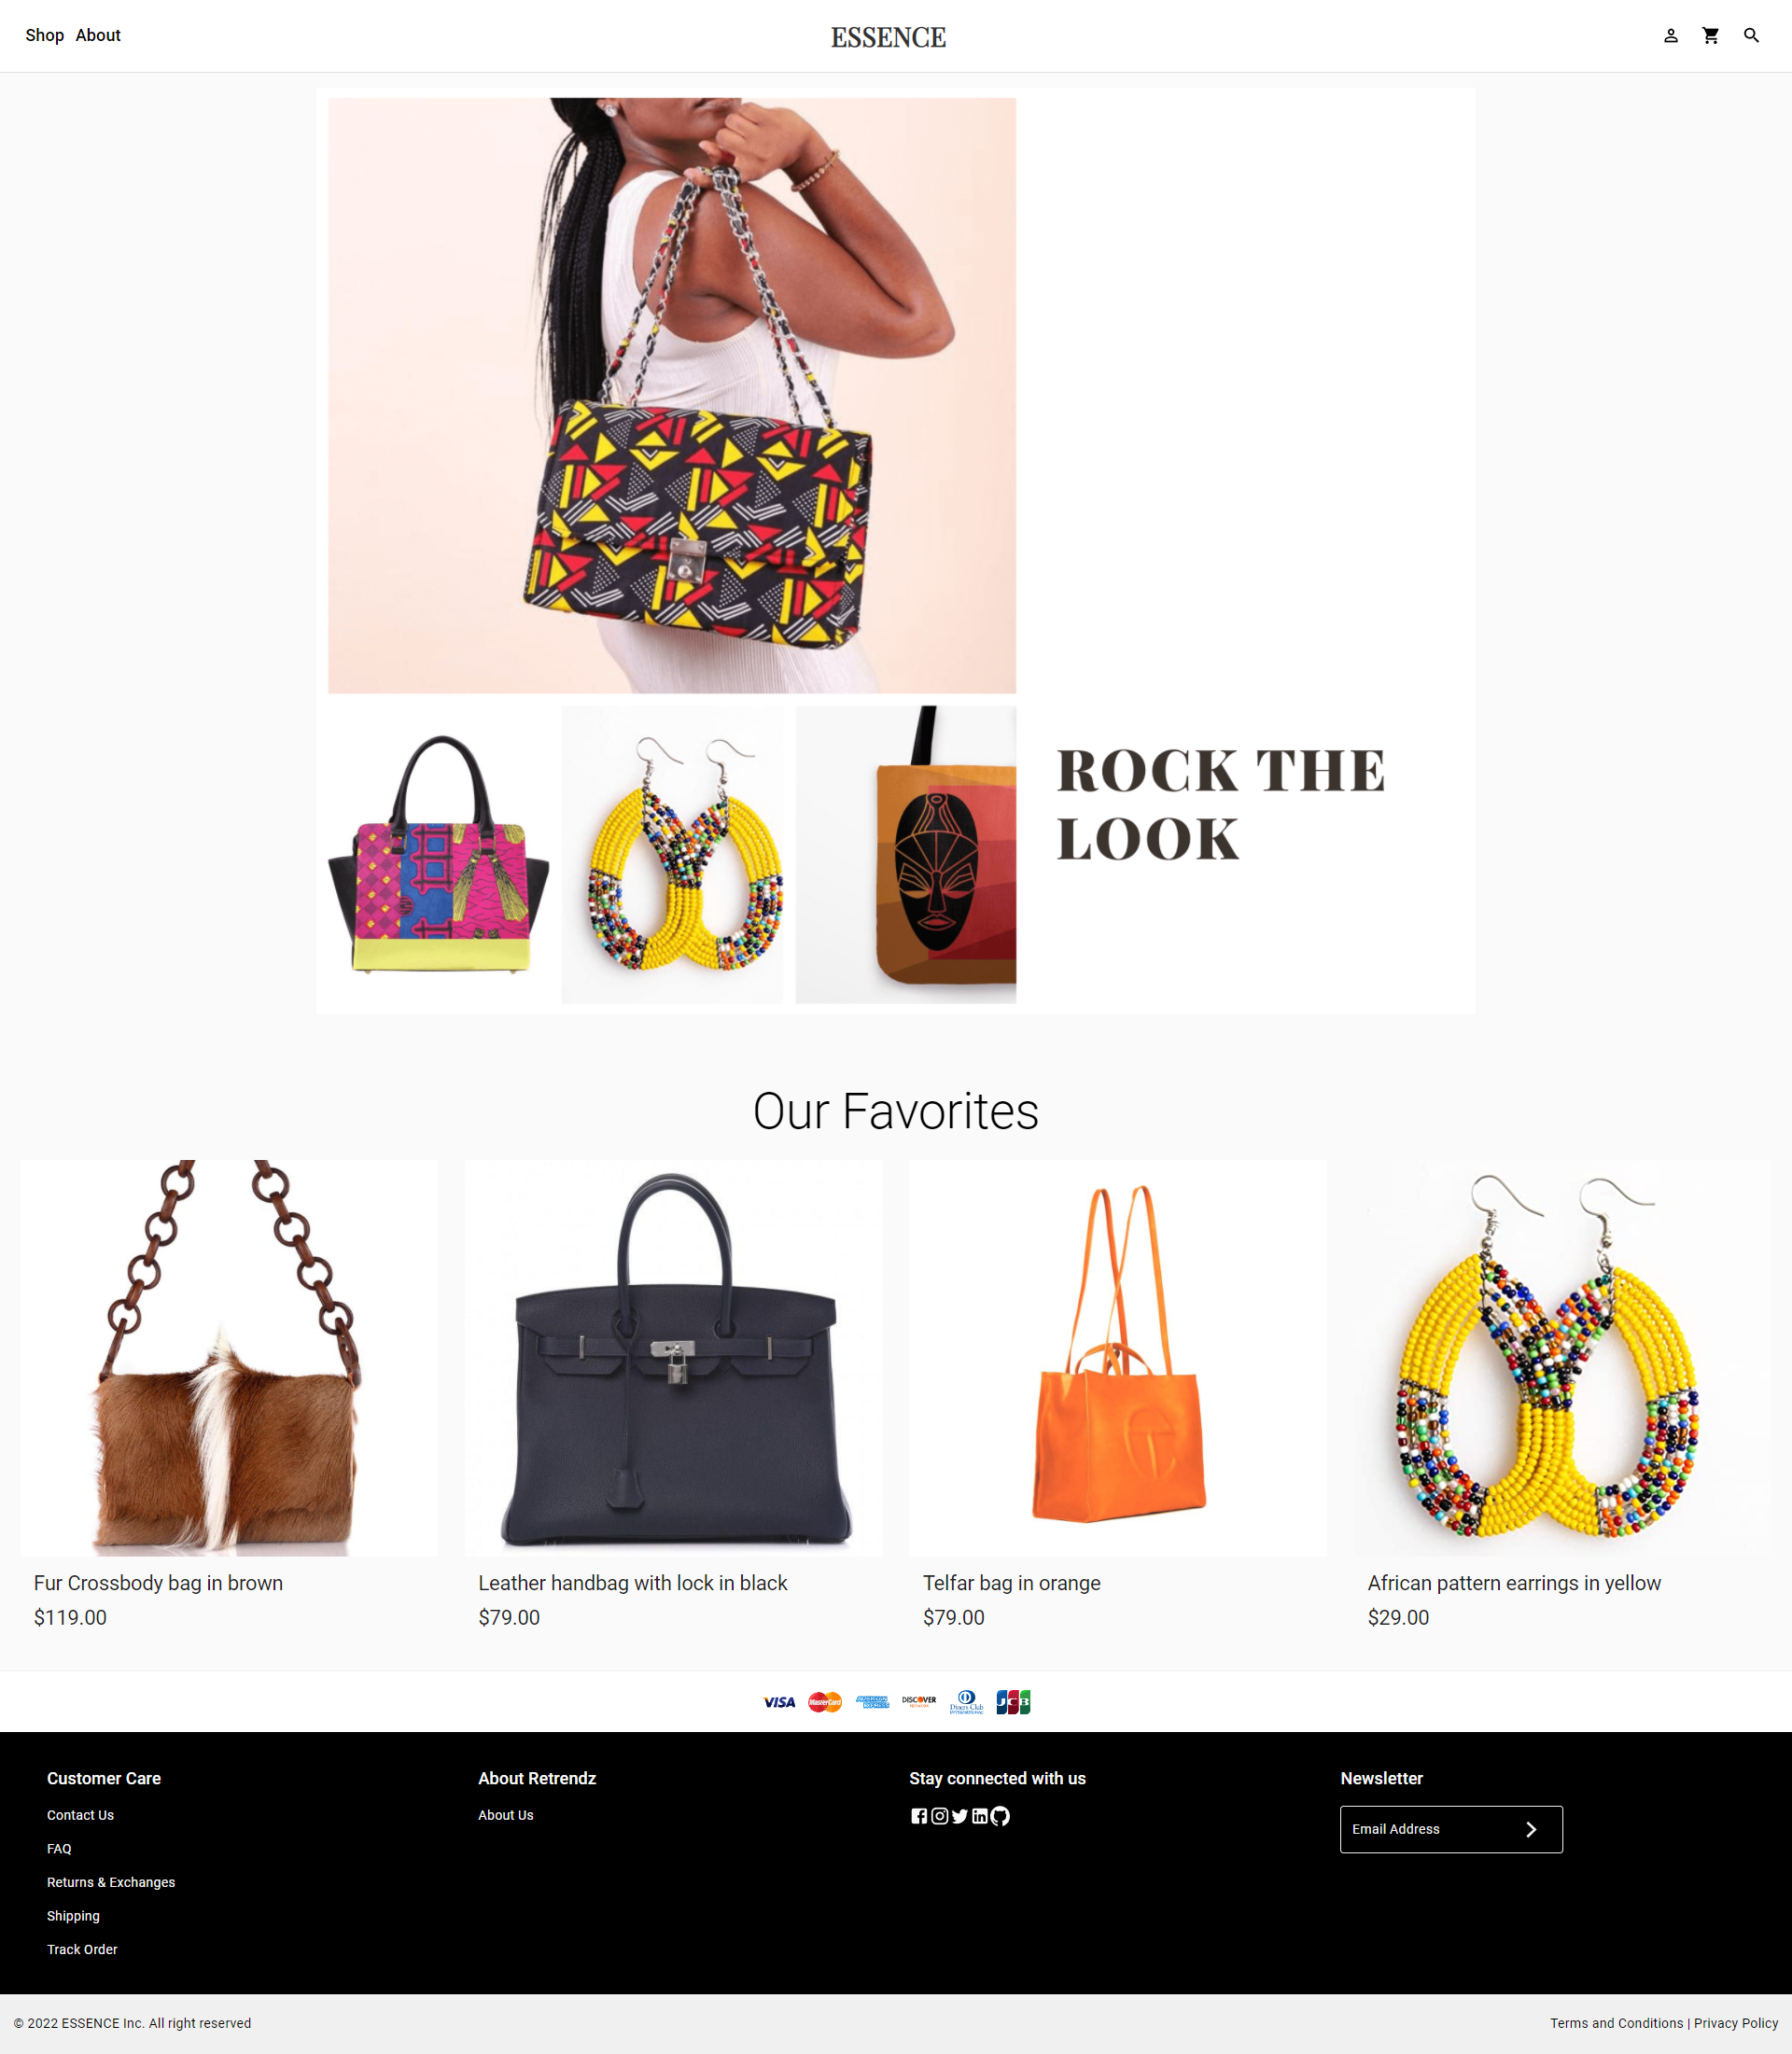 Shop About
ESSENCE
ROCK THE
LOOK
Our Favorites
Fur Crossbody bag in brown
$119.00
Leather handbag with lock in black
$79.00
Telfar bag in orange
$79.00
African pattern earrings in yellow
$29.00
VISA
MasterCard
AMERICAN
EXPRESS
DISCOVER
Diners Club
JCB
Customer Care
Contact Us
FAQ
Returns & Exchanges
Shipping
Track Order
About Retrendz
About Us
Stay connected with us
Newsletter
Email Address
© 2022 ESSENCE Inc. All right reserved
Terms and Conditions | Privacy Policy